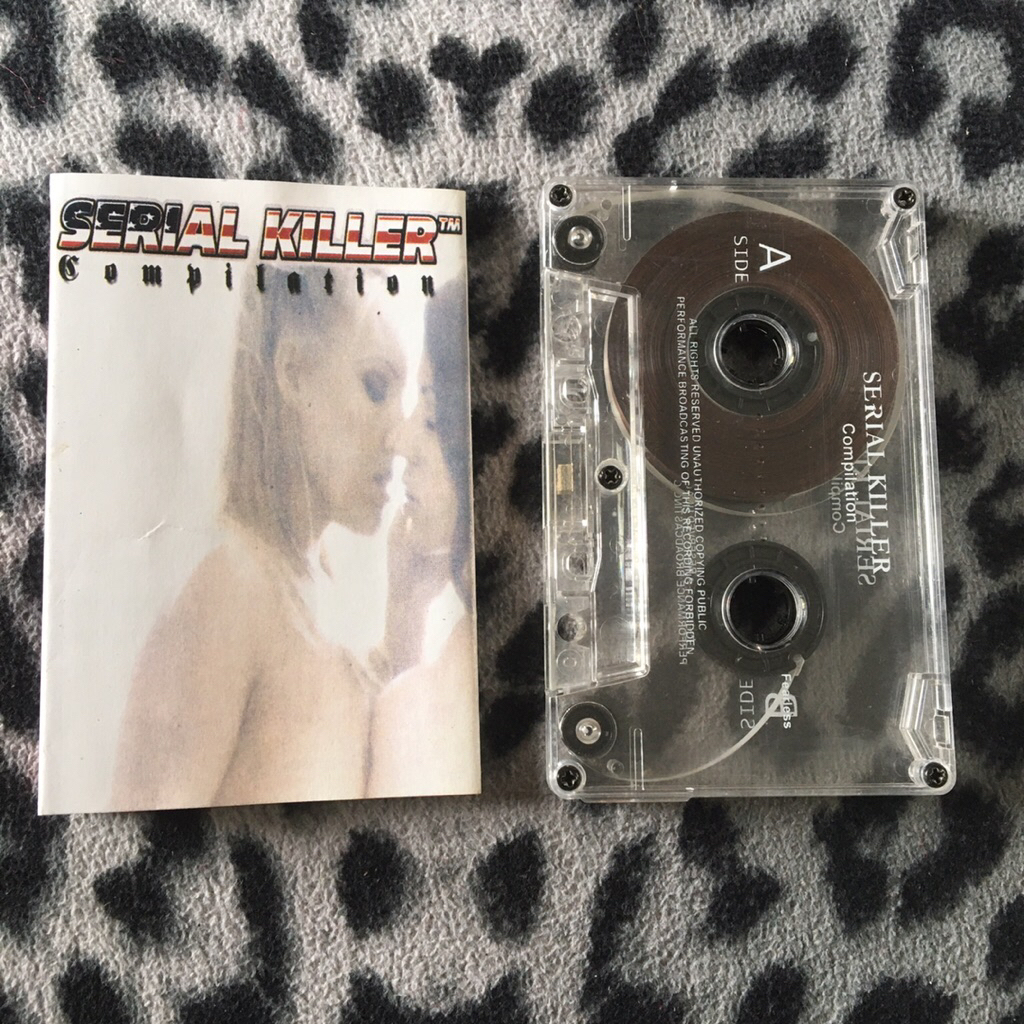 SERIAL KILLER™
Compilation
A
SIDE
SERIAL KILLER
Compilation
ALL RIGHTS RESERVED UNAUTHORIZED COPYING PUBLIC
PERFORMANCE BROADCASTING OF THIS RECORDING FORBIDDEN
Fearless
SIDE